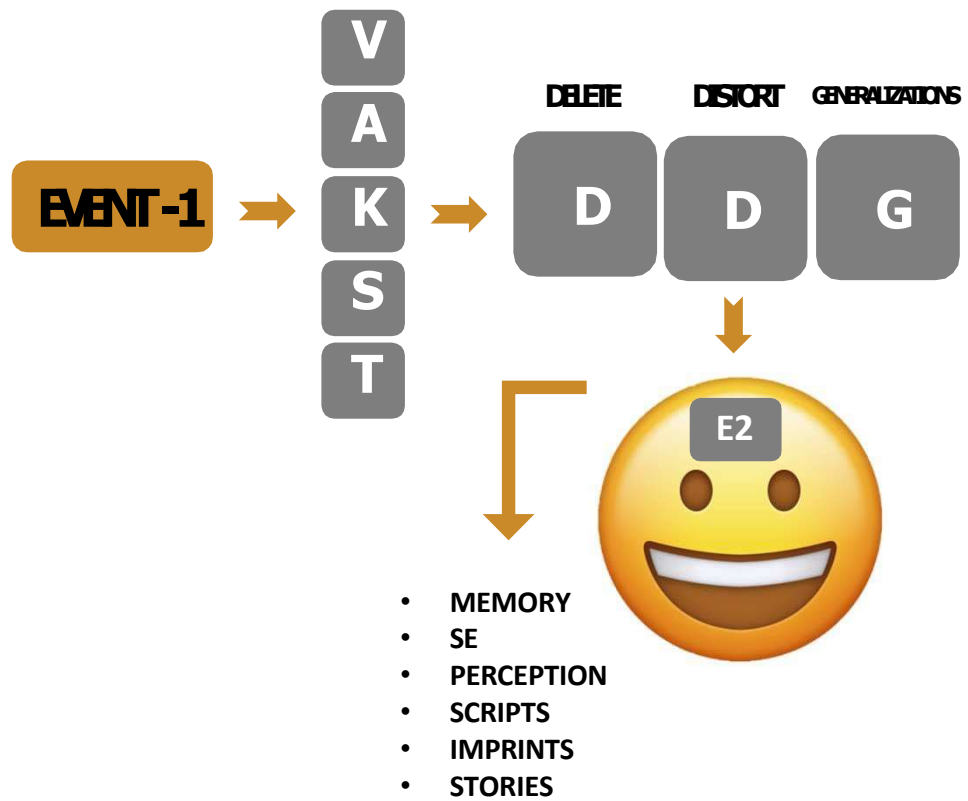 EVENT -1
V
A
K
S
T
DELETE DISTORT GENERALIZATIONS
D D G
E2
• MEMORY
• SE
• PERCEPTION
• SCRIPTS
• IMPRINTS
• STORIES